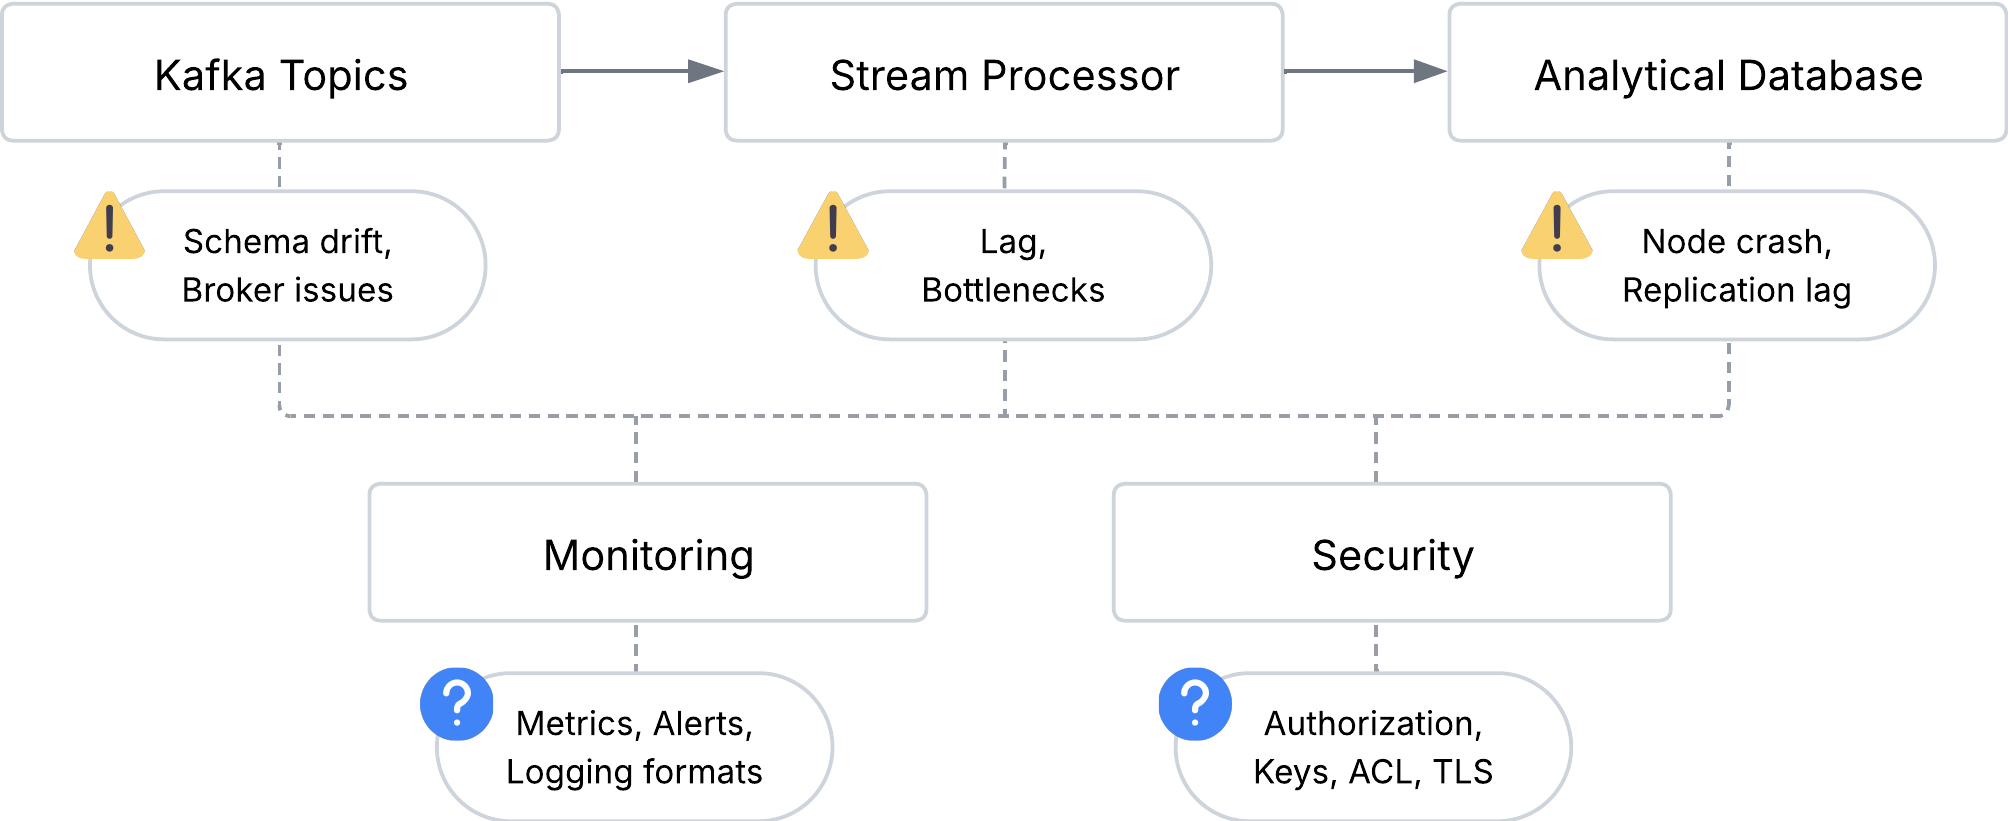 Kafka Topics
Stream Processor
Analytical Database
Schema drift,
Broker issues
Lag,
Bottlenecks
Node crash,
Replication lag
Monitoring
Security
Metrics, Alerts,
Logging formats
Authorization,
Keys, ACL, TLS